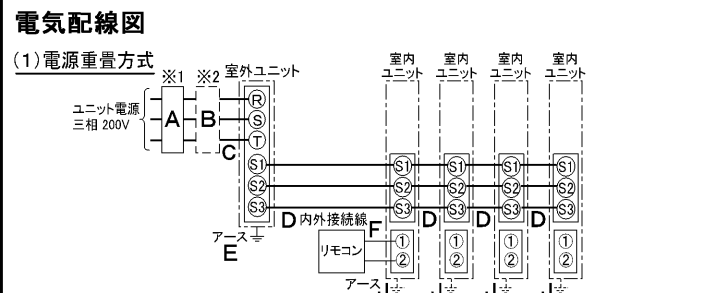 電気配線図
(1)電源重畳方式
※1 ※2 室外ユニット
室内 室内 室内 室内
ユニット ユニット ユニット ユニット
ユニット電源
三相 200V
A B
R
S
T
C
S1 S1 S1 S1 S1
S2 S2 S2 S2 S2
S3 S3 S3 S3 S3
D 内外接続線 D D D
F
アース
E
リモコン
① ① ① ①
② ② ② ②
アース